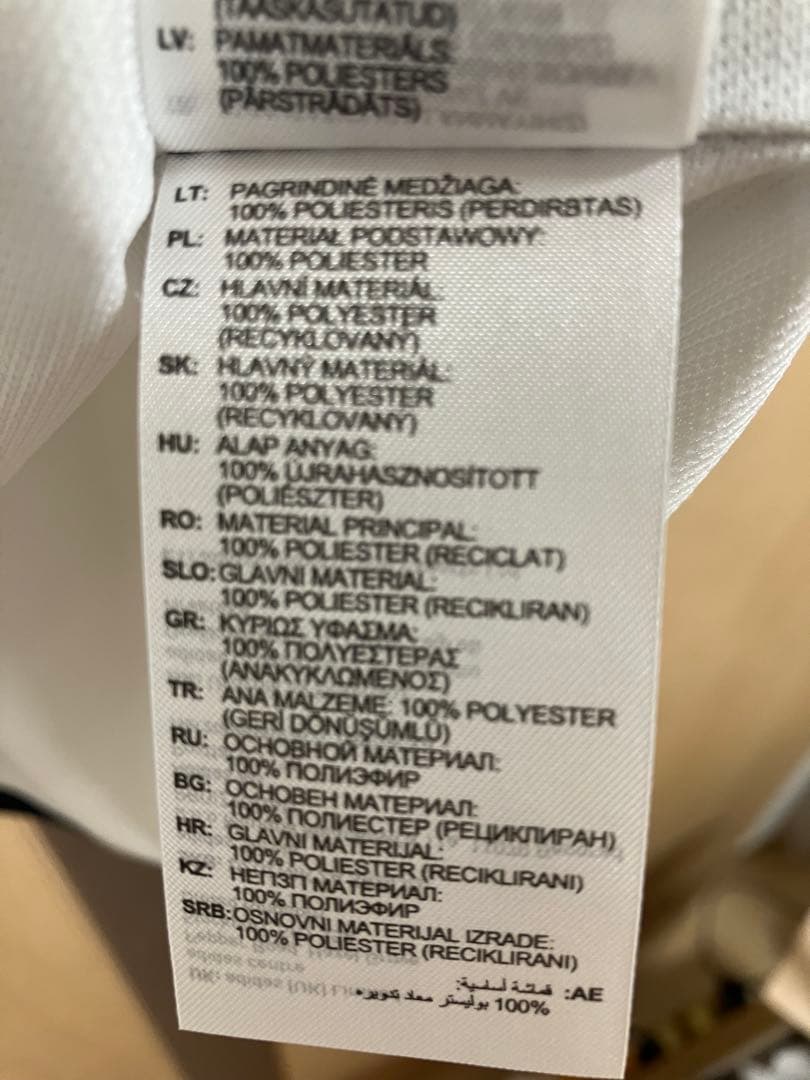 (TAASKASUTATUD)
LV: PAMATMATERIĀLS:
100% POLIESTERS
(PĀRSTRĀDĀTS)
LT: PAGRINDINĖ MEDŽIAGA:
100% POLIESTERIS (PERDIRBTAS)
PL: MATERIAŁ PODSTAWOWY:
100% POLIESTER
CZ: HLAVNÍ MATERIÁL:
100% POLYESTER
(RECYKLOVANÝ)
SK: HLAVNÝ MATERIÁL:
100% POLYESTER
(RECYKLOVANÝ)
HU: ALAP ANYAG:
100% ÚJRAHASZNOSÍTOTT
(POLIÉSZTER)
RO: MATERIAL PRINCIPAL:
100% POLIESTER (RECICLAT)
SLO: GLAVNI MATERIAL:
100% POLIESTER (RECIKLIRAN)
GR: ΚΥΡΙΩΣ ΥΦΑΣΜΑ:
100% ΠΟΛΥΕΣΤΕΡΑΣ
(ΑΝΑΚΥΚΛΩΜΕΝΟΣ)
TR: ANA MALZEME: 100% POLYESTER
(GERİ DÖNÜŞÜMLÜ)
RU: ОСНОВНОЙ МАТЕРИАЛ:
100% ПОЛИЭФИР
BG: ОСНОВЕН МАТЕРИАЛ:
100% ПОЛИЕСТЕР (РЕЦИКЛИРАН)
HR: GLAVNI MATERIJAL:
100% POLIESTER (RECIKLIRANI)
KZ: НЕГІЗГІ МАТЕРИАЛ:
100% ПОЛИЭФИР
SRB: OSNOVNI MATERIJAL IZRADE:
100% POLIESTER (RECIKLIRANI)
AE: قماشة أساسية:
100% بوليستر معاد تدويره